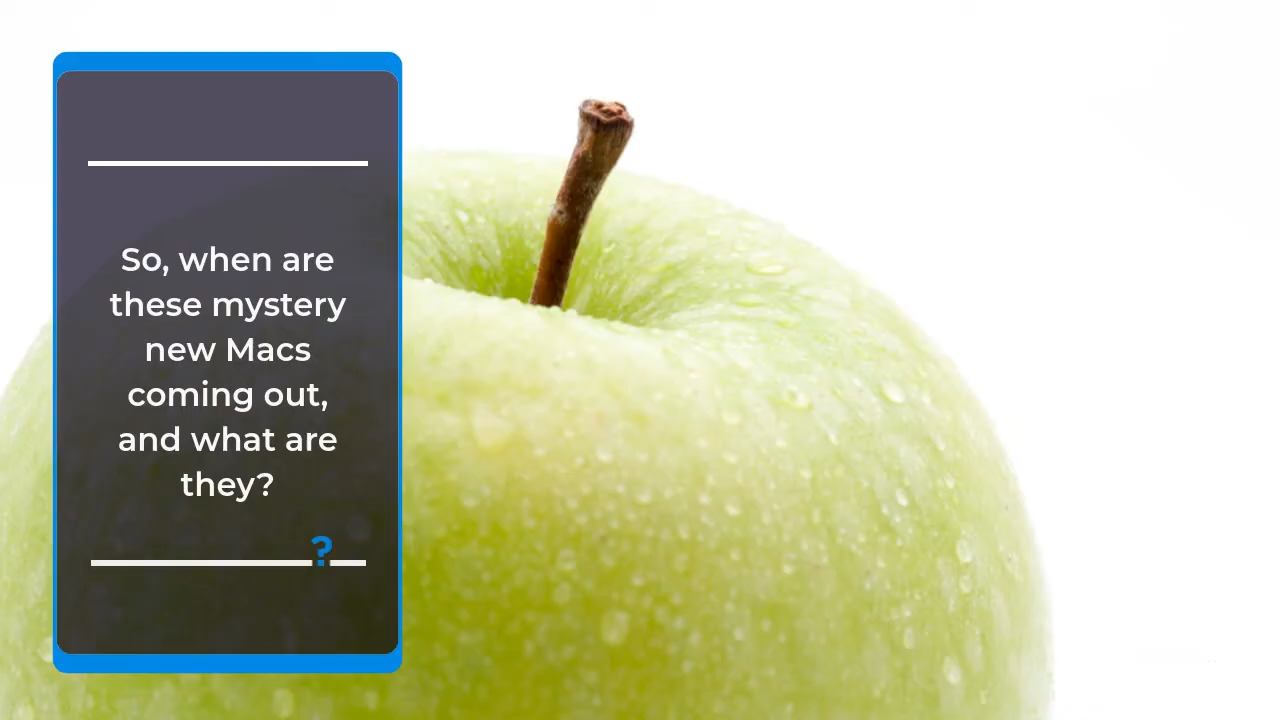 So, when are
these mystery
new Macs
coming out,
and what are
they?
?